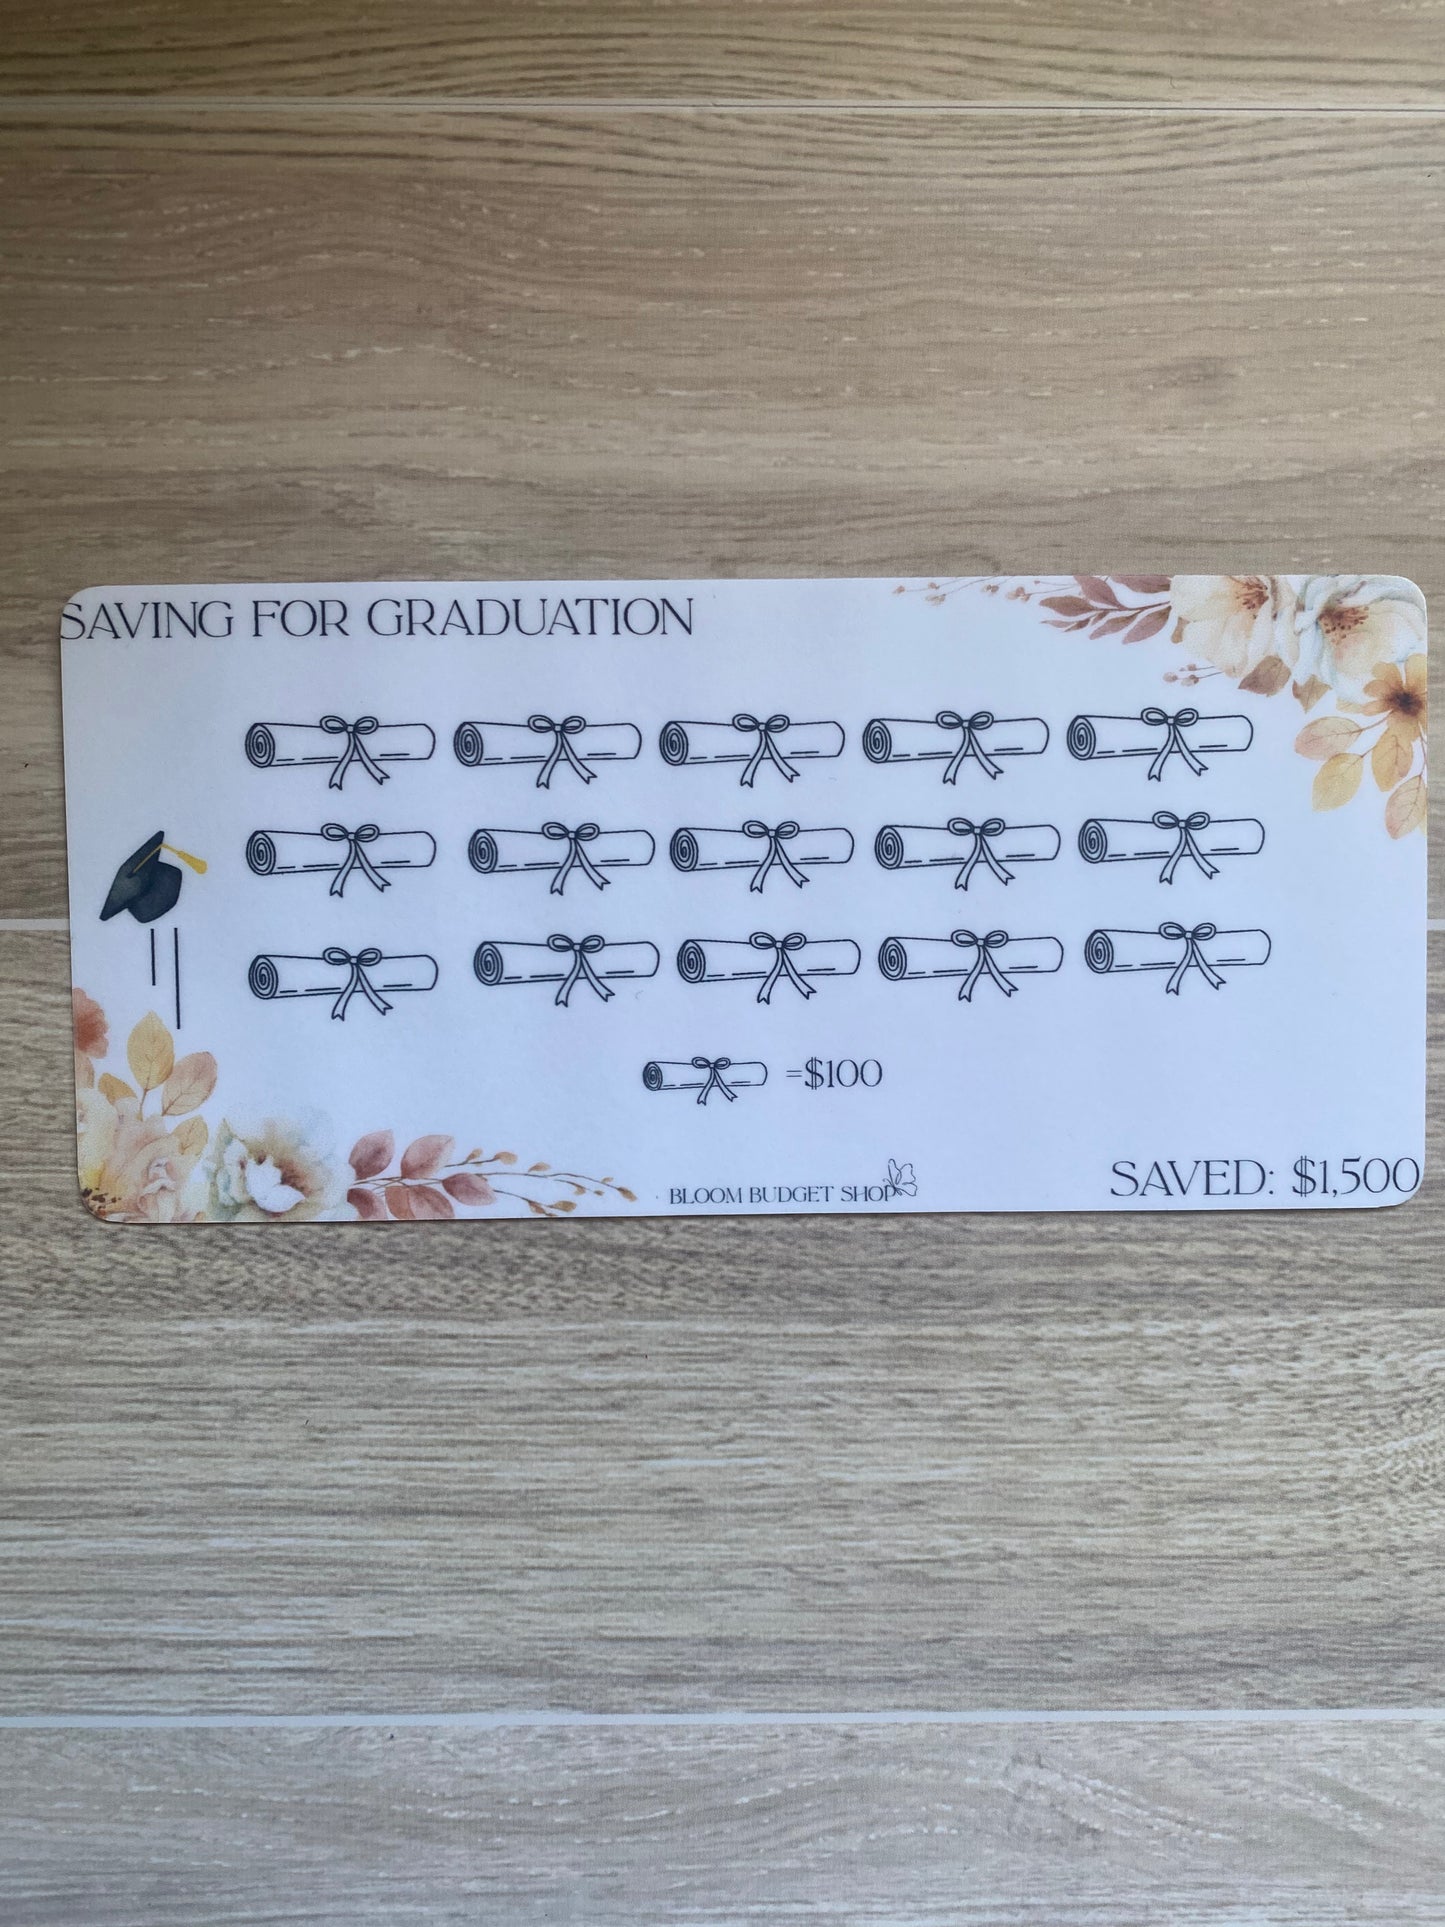 SAVING FOR GRADUATION
=$100
BLOOM BUDGET SHOP
SAVED: $1,500